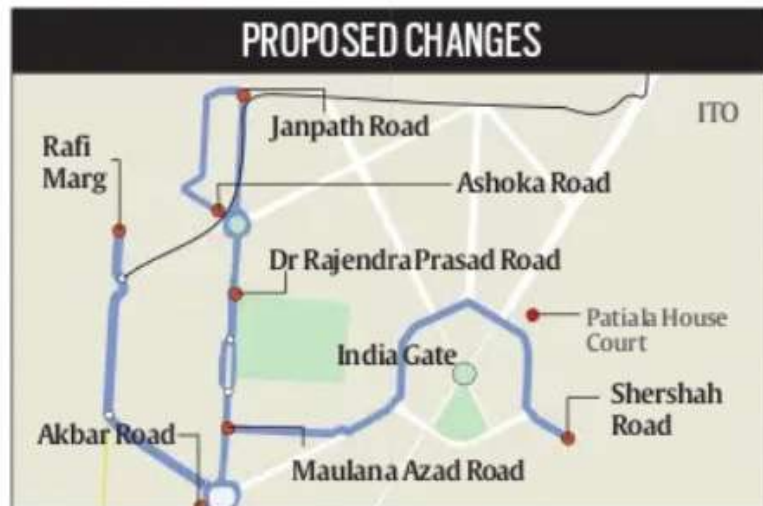 PROPOSED CHANGES
ITO
Janpath Road
Rafi
Marg
Ashoka Road
Dr Rajendra Prasad Road
Patiala House
Court
India Gate
Shershah
Road
Akbar Road
Maulana Azad Road